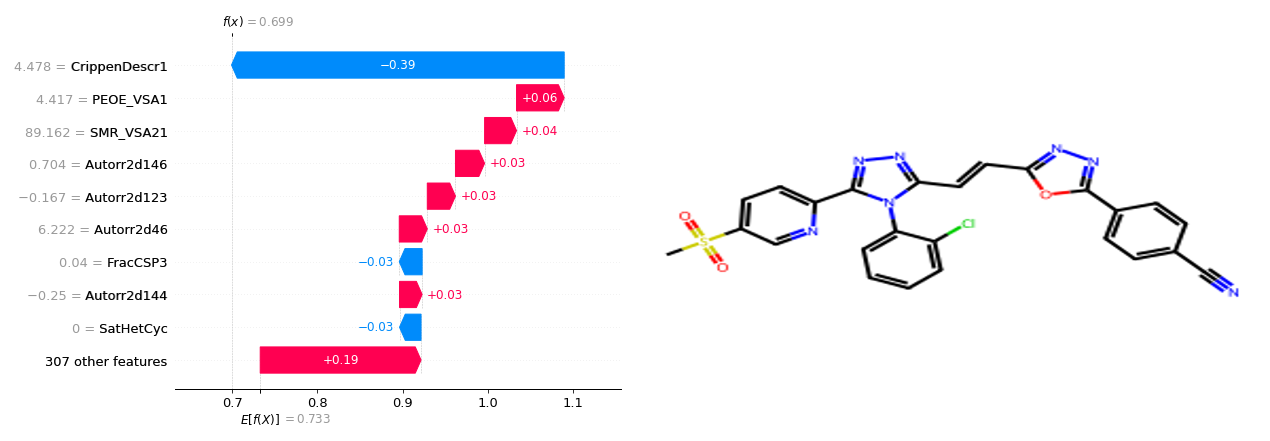 f(x) = 0.699
4.478 = CrippenDescr1
−0.39
4.417 = PEOE_VSA1
+0.06
89.162 = SMR_VSA21
+0.04
0.704 = Autorr2d146
+0.03
−0.167 = Autorr2d123
+0.03
6.222 = Autorr2d46
+0.03
0.04 = FracCSP3
−0.03
−0.25 = Autorr2d144
+0.03
0 = SatHetCyc
−0.03
307 other features
+0.19
0.7 0.8 0.9 1.0 1.1
E[f(X)] = 0.733
N N
N N
O
N
Cl
O
N
S
O
N